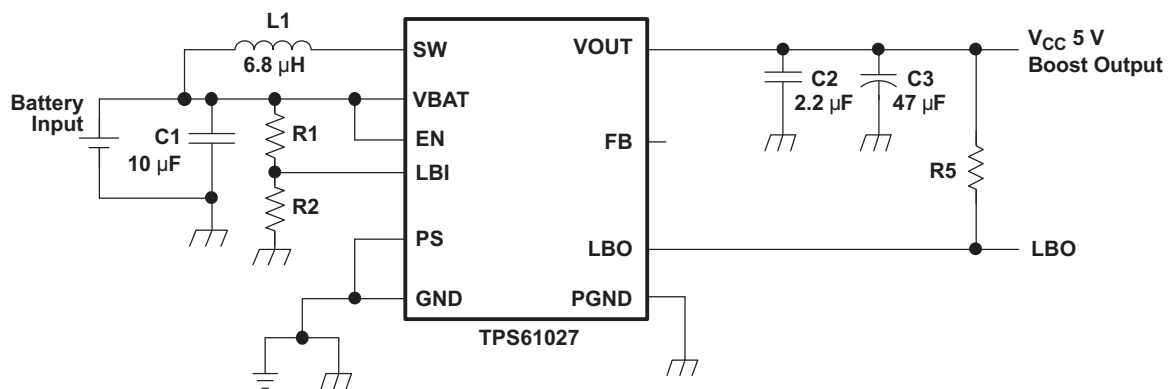 L1
6.8 µH
SW
VOUT
VCC 5 V
Boost Output
Battery
Input
C1
10 µF
R1
VBAT
EN
C2
2.2 µF
C3
47 µF
FB
R5
LBI
R2
PS
LBO
LBO
GND
PGND
TPS61027